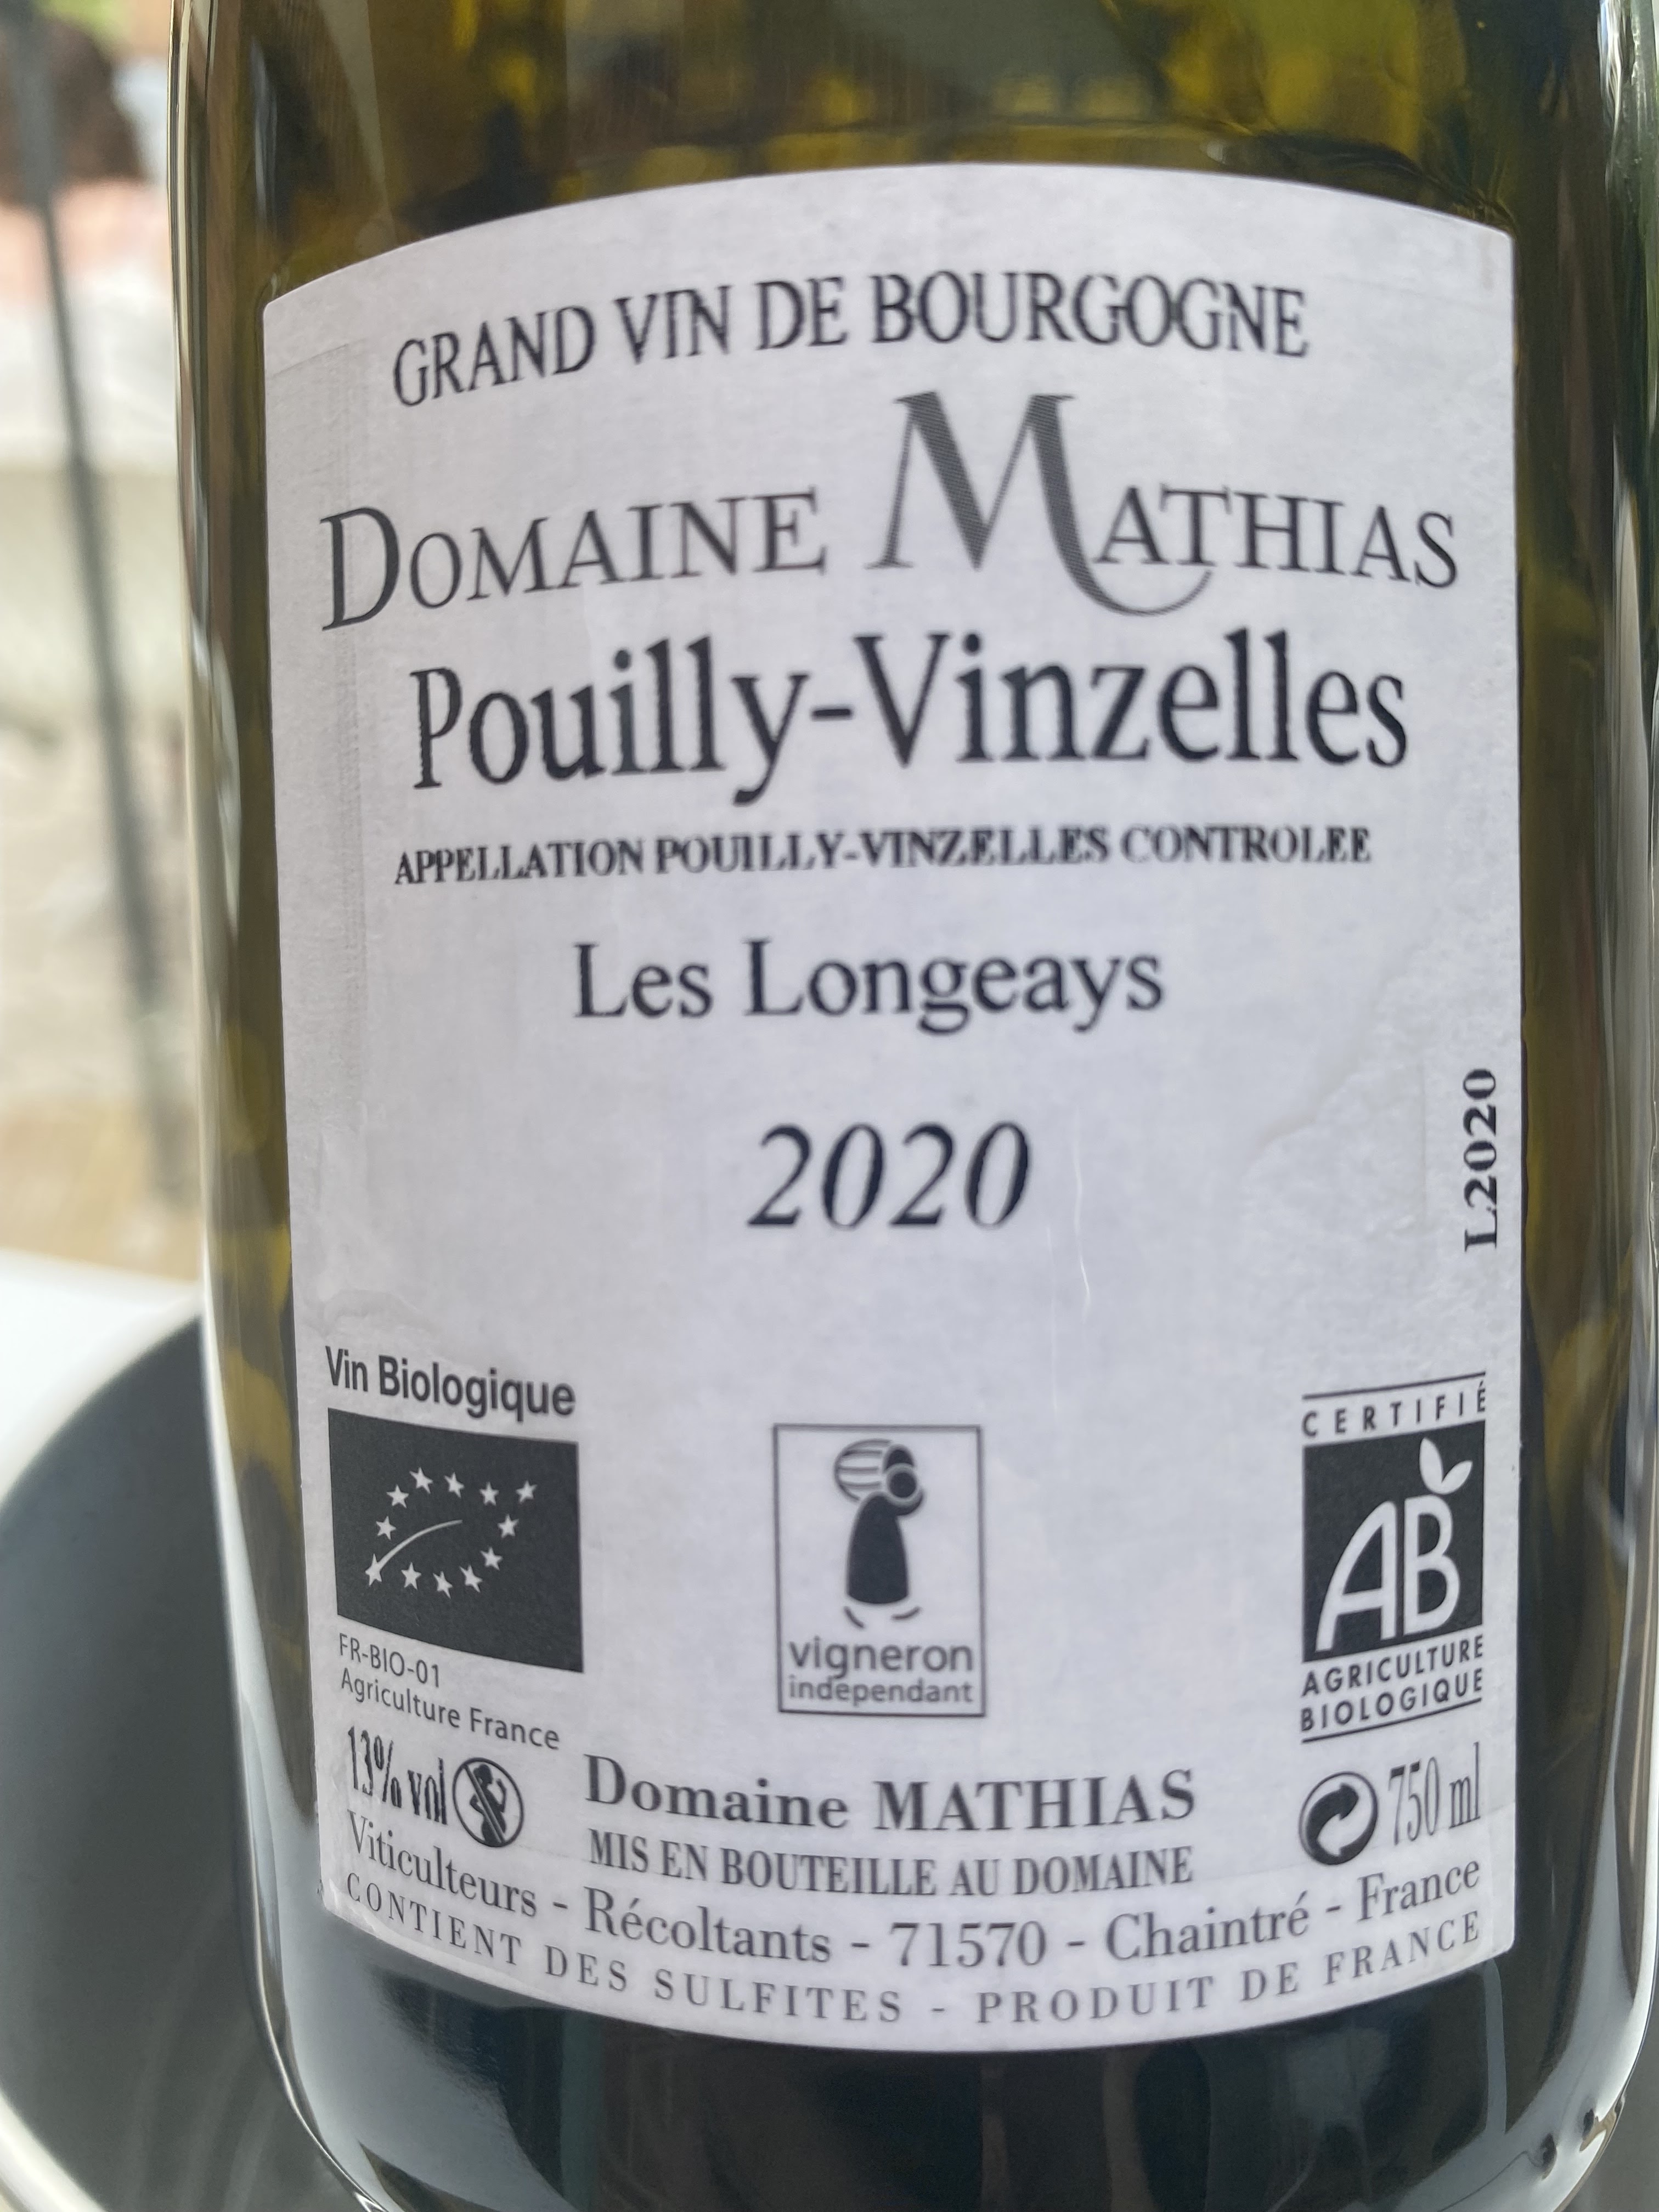 GRAND VIN DE BOURGOGNE
DOMAINE MATHIAS
Pouilly-Vinzelles
APPELLATION POUILLY-VINZELLES CONTROLEE
Les Longeays
2020
L2020
Vin Biologique
FR-BIO-01
Agriculture France
vigneron
indépendant
CERTIFIÉ
AB
AGRICULTURE
BIOLOGIQUE
13% vol
Domaine MATHIAS
750 ml
MIS EN BOUTEILLE AU DOMAINE
Viticulteurs - Récoltants - 71570 - Chaintré - France
CONTIENT DES SULFITES - PRODUIT DE FRANCE